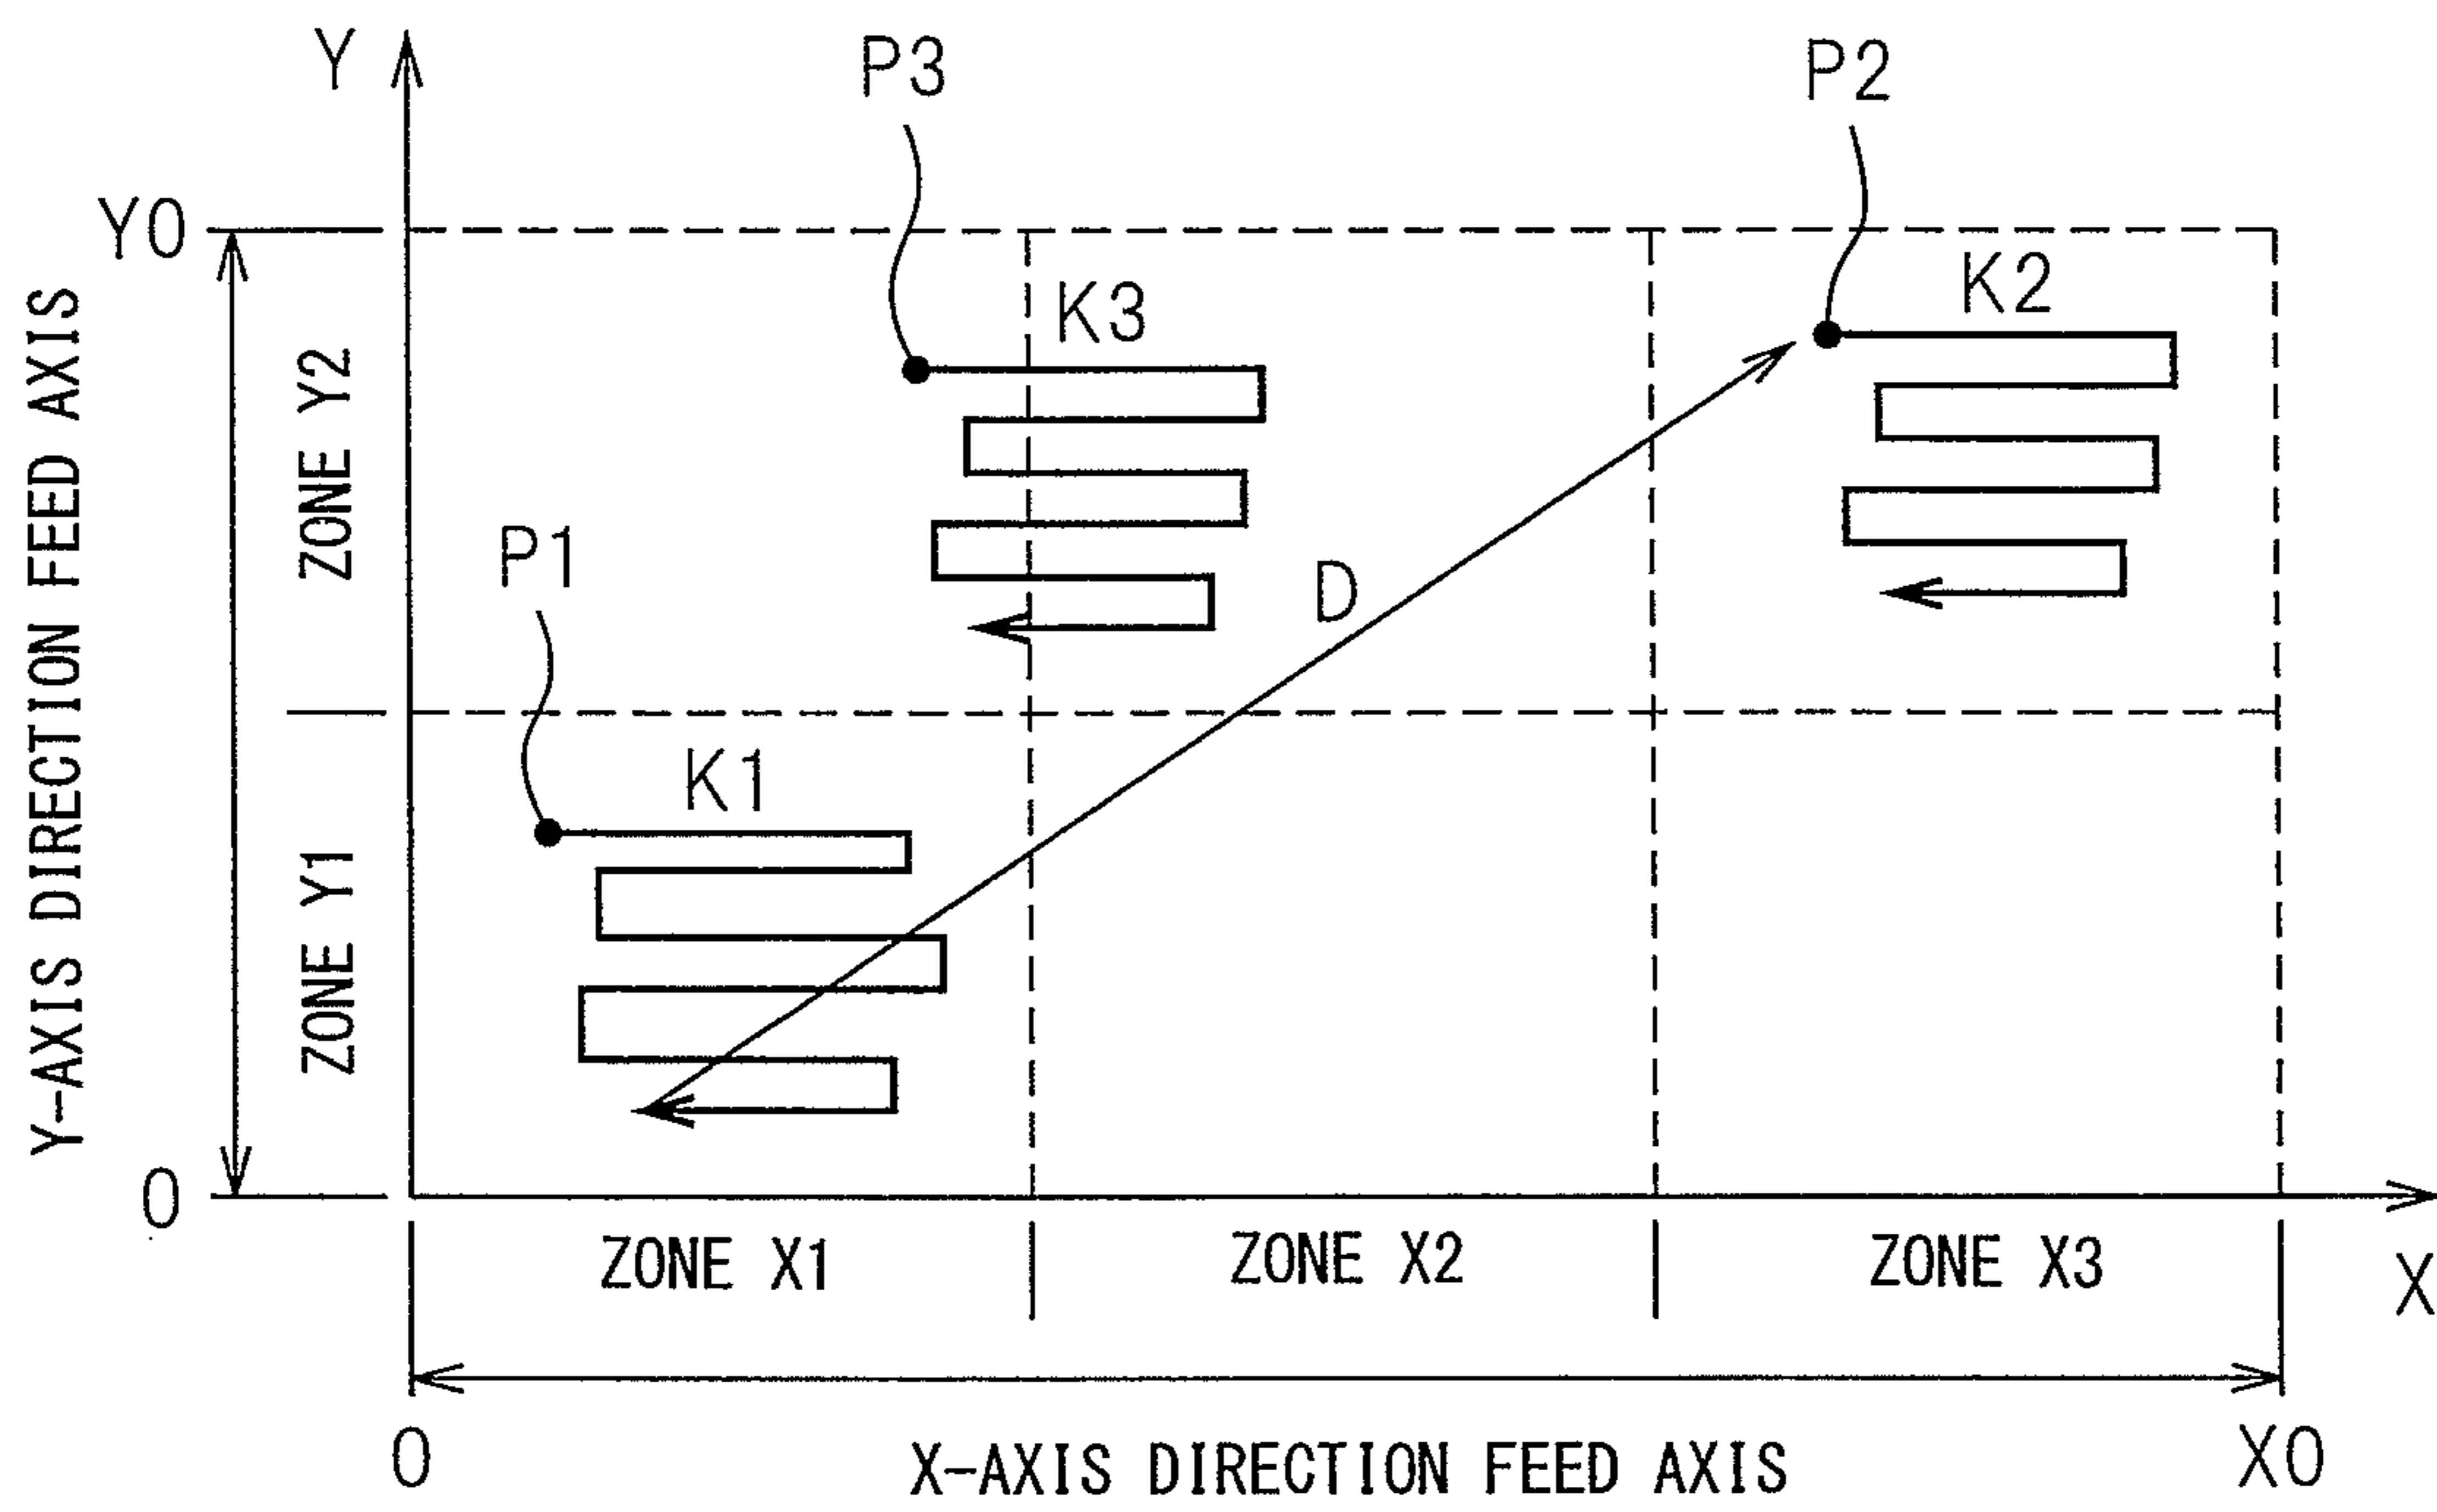 Y
P3
P2
Y0
K3
K2
ZONE Y2
P1
D
Y-AXIS DIRECTION FEED AXIS
K1
ZONE Y1
0
ZONE X1
ZONE X2
ZONE X3
X
0
X-AXIS DIRECTION FEED AXIS
X0